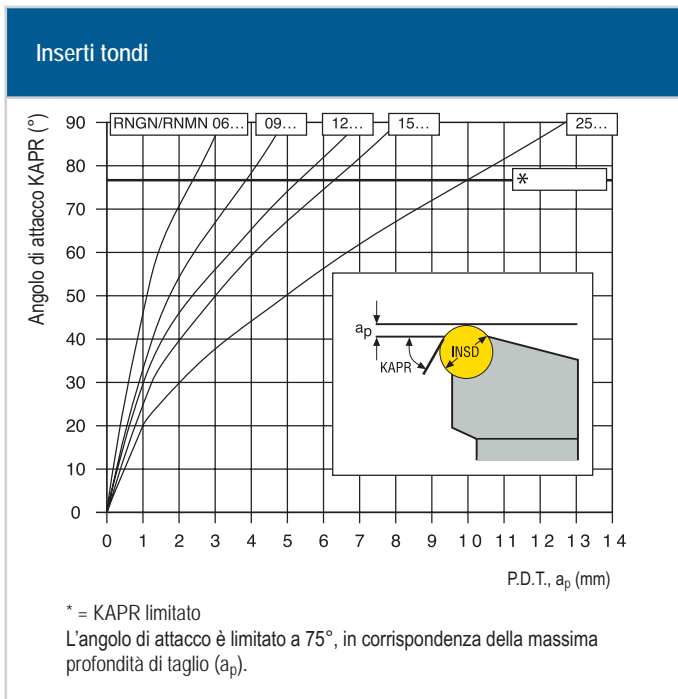 Inserti tondi
Angolo di attacco KAPR (°)
90
80
70
60
50
40
30
20
10
0
RNGN/RNMN 06...
09...
12...
15...
25...
*
ap
KAPR
INSD
0 1 2 3 4 5 6 7 8 9 10 11 12 13 14
P.D.T., ap (mm)
* = KAPR limitato
L'angolo di attacco è limitato a 75°, in corrispondenza della massima
profondità di taglio (ap).